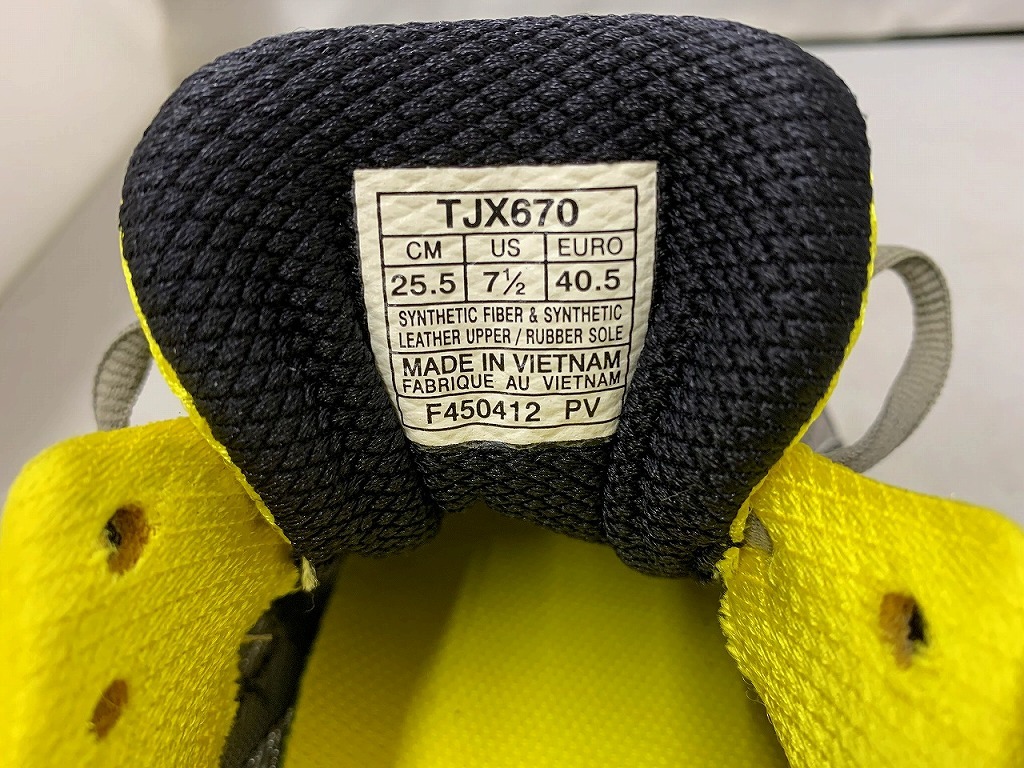 TJX670
CM US EURO
25.5 7½ 40.5
SYNTHETIC FIBER & SYNTHETIC
LEATHER UPPER / RUBBER SOLE
MADE IN VIETNAM
FABRIQUE AU VIETNAM
F450412 PV